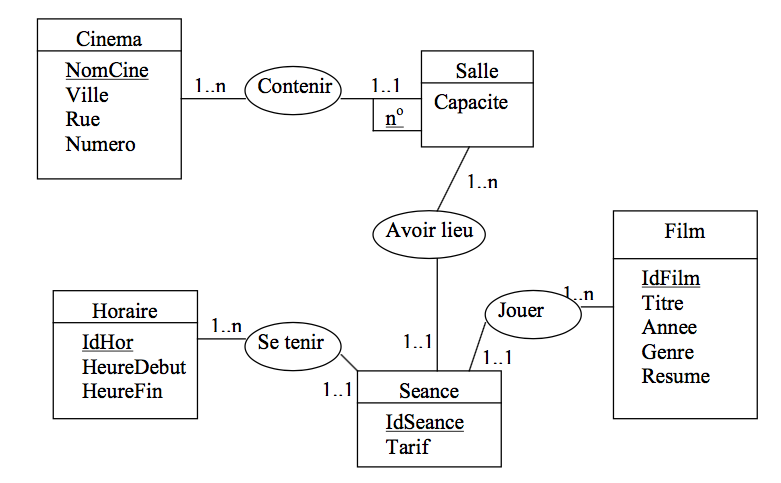 Cinema
NomCine
Ville
Rue
Numero
1..n
Contenir
1..1
nº
Salle
Capacite
1..n
Avoir lieu
1..1
Film
IdFilm
Titre
Annee
Genre
Resume
1..n
Jouer
1..1
Horaire
IdHor
HeureDebut
HeureFin
1..n
Se tenir
1..1
Seance
IdSeance
Tarif